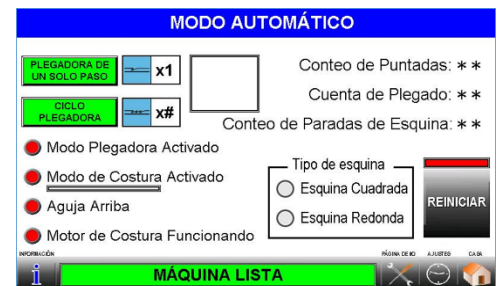 MODO AUTOMÁTICO
PLEGADORA DE
UN SOLO PASO
x1
Conteo de Puntadas: **
Cuenta de Plegado: **
CICLO
PLEGADORA
x#
Conteo de Paradas de Esquina: **
Modo Plegadora Activado
Modo de Costura Activado
Aguja Arriba
Motor de Costura Funcionando
Tipo de esquina
Esquina Cuadrada
Esquina Redonda
REINICIAR
INFORMACIÓN
PÁGINA DE IO
AJUSTES
CASA
i
MÁQUINA LISTA